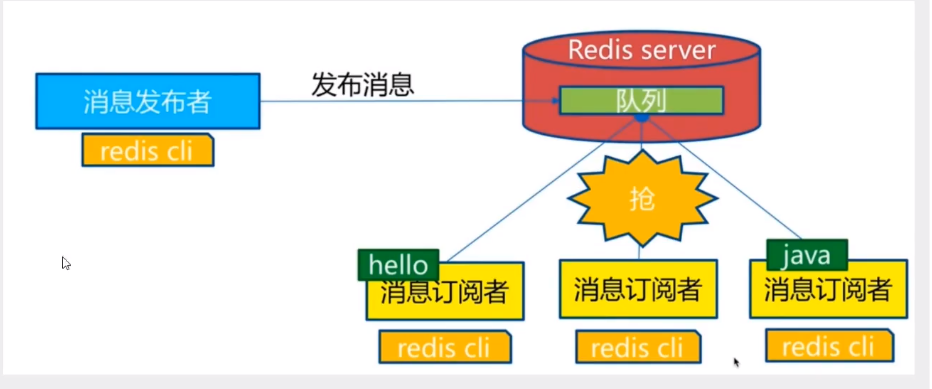 Redis server
消息发布者
发布消息
队列
redis cli
抢
hello
java
消息订阅者
消息订阅者
消息订阅者
redis cli
redis cli
redis cli